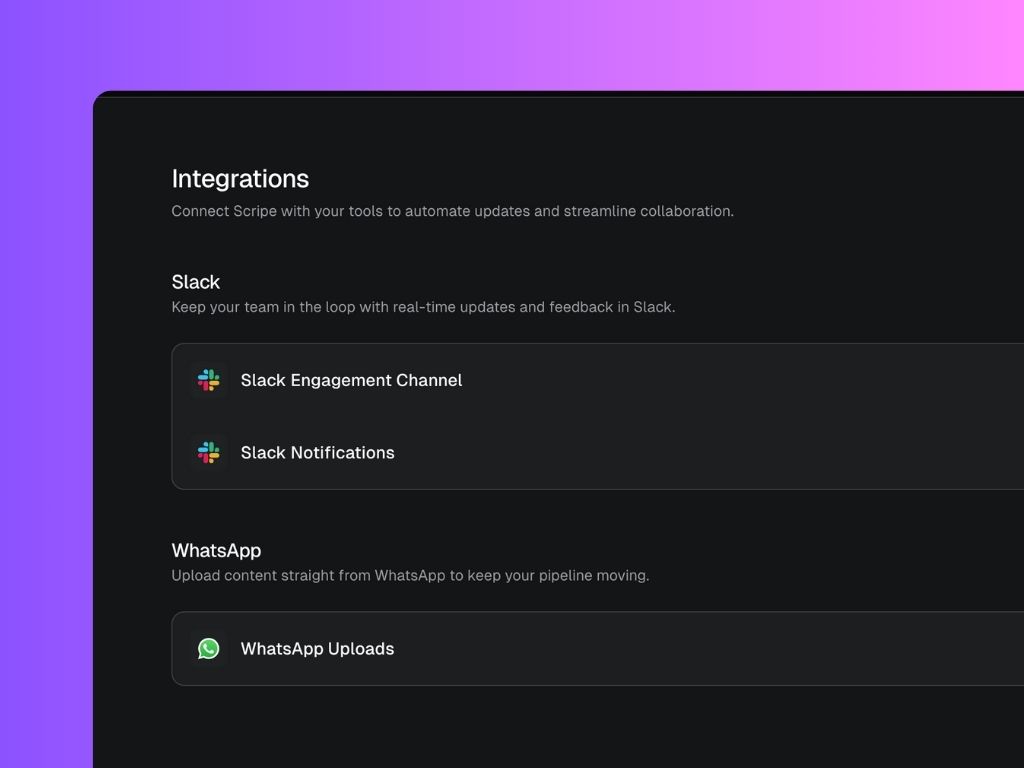 Integrations
Connect Scripe with your tools to automate updates and streamline collaboration.
Slack
Keep your team in the loop with real-time updates and feedback in Slack.
Slack Engagement Channel
Slack Notifications
WhatsApp
Upload content straight from WhatsApp to keep your pipeline moving.
WhatsApp Uploads